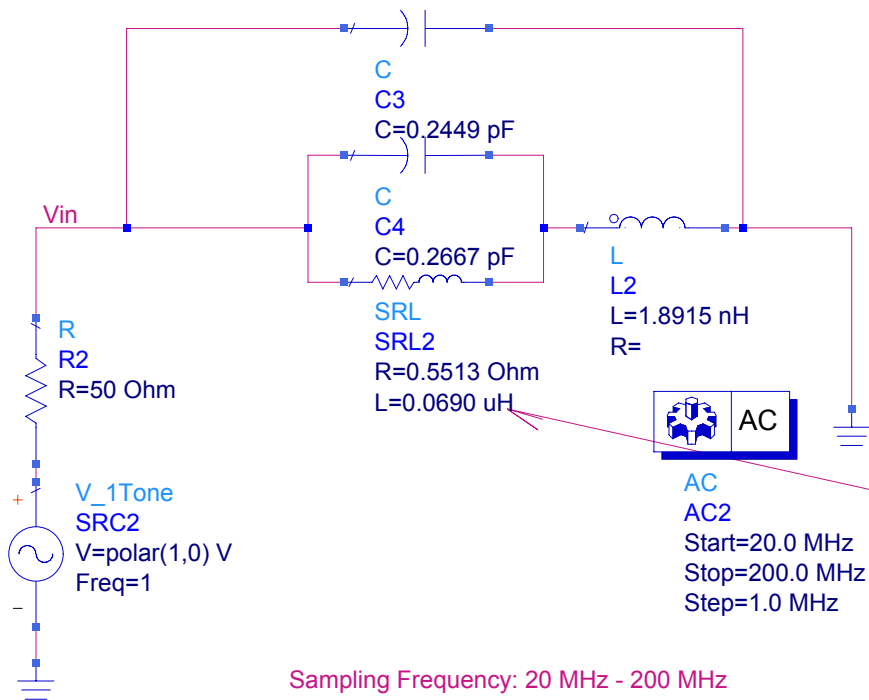 C
C3
C=0.2449 pF
C
C4
C=0.2667 pF
Vin
SRL
SRL2
R=0.5513 Ohm
L=0.0690 uH
L
L2
L=1.8915 nH
R=
R
R2
R=50 Ohm
AC
AC
AC2
Start=20.0 MHz
Stop=200.0 MHz
Step=1.0 MHz
+
V_1Tone
SRC2
V=polar(1,0) V
Freq=1
–
Sampling Frequency: 20 MHz - 200 MHz